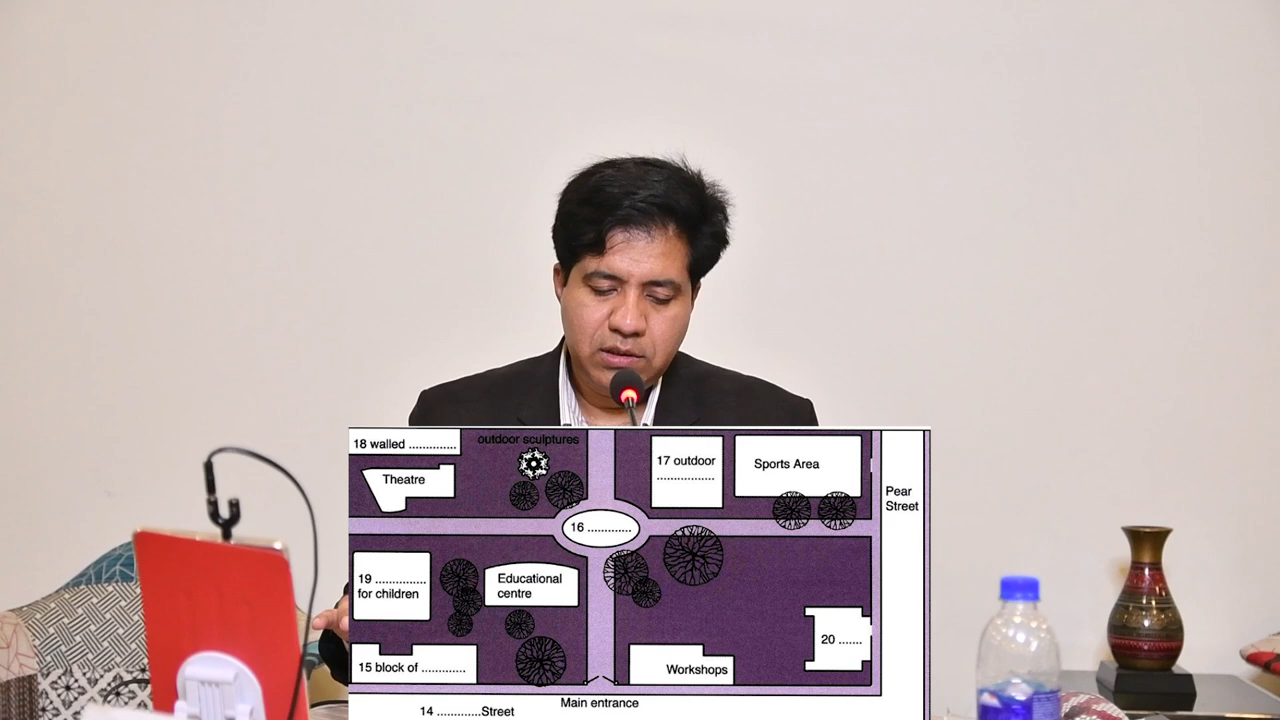 18 walled ..............
outdoor sculptures
Theatre
17 outdoor
.................
Sports Area
Pear
Street
16 .............
19 ...............
for children
Educational
centre
15 block of .............
Workshops
20 .......
Main entrance
14 .............Street